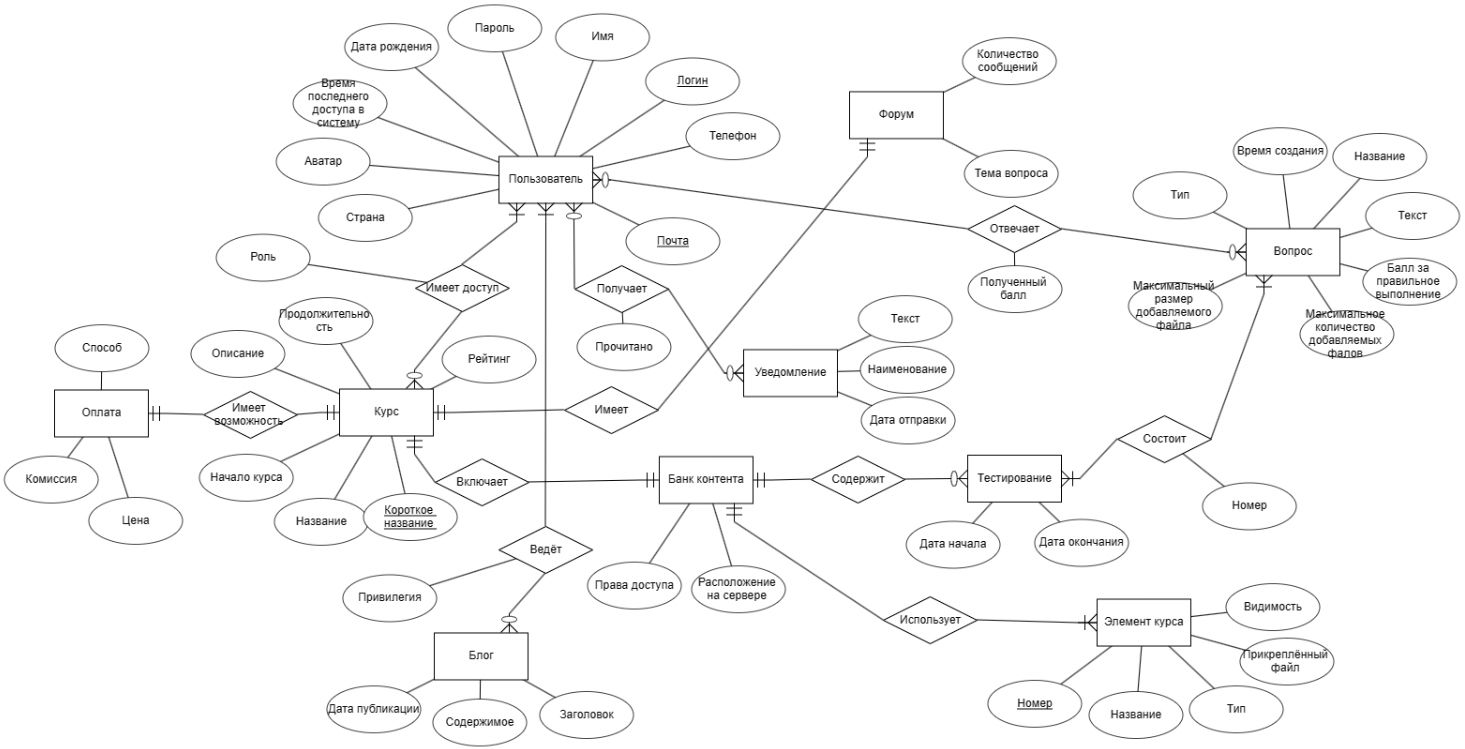 Пароль
Имя
Дата рождения
Логин
Время
последнего
доступа в
систему
Телефон
Аватар
Пользователь
Страна
Почта
Количество
сообщений
Форум
Тема вопроса
Время создания
Название
Тип
Текст
Отвечает
Вопрос
Полученный
балл
Балл за
правильное
выполнение
Максимальный
размер
добавляемого
файла
Максимальное
количество
добавляемых
фалов
Роль
Имеет доступ
Получает
Прочитано
Продолжительно
сть
Способ
Описание
Рейтинг
Текст
Уведомление
Наименование
Дата отправки
Оплата
Имеет
возможность
Курс
Имеет
Комиссия
Цена
Начало курса
Название
Короткое
название
Включает
Банк контента
Содержит
Тестирование
Состоит
Номер
Дата начала
Дата окончания
Ведёт
Привилегия
Права доступа
Расположение
на сервере
Использует
Элемент курса
Видимость
Прикреплённый
файл
Номер
Название
Тип
Блог
Дата публикации
Содержимое
Заголовок